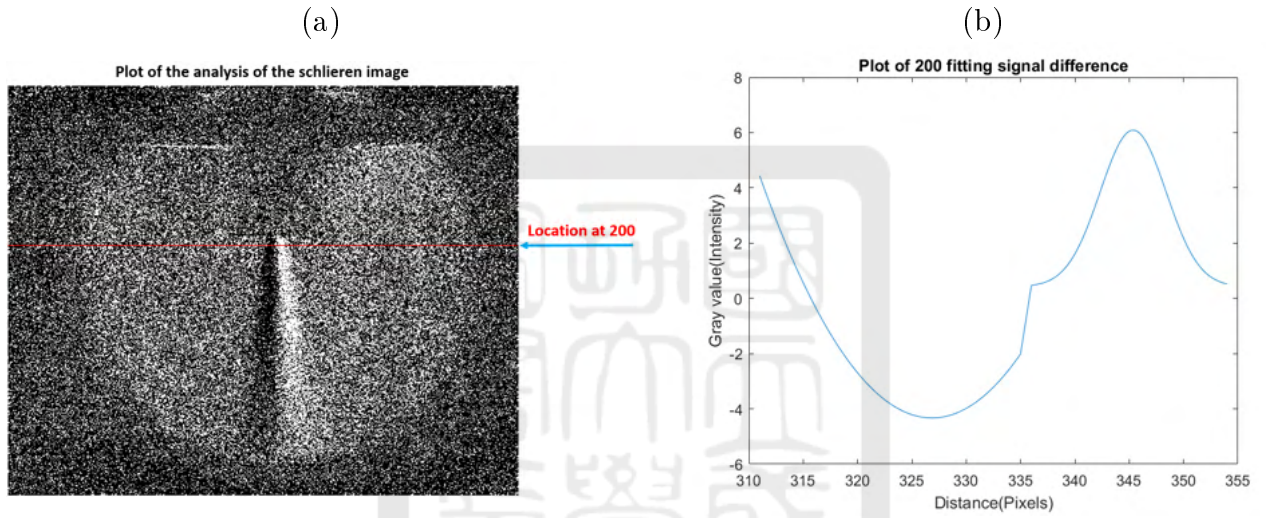 (a)
(b)
Plot of the analysis of the schlieren image
Location at 200
Plot of 200 fitting signal difference
8
6
4
2
0
-2
-4
-6
Gray value(Intensity)
310 315 320 325 330 335 340 345 350 355
Distance(Pixels)